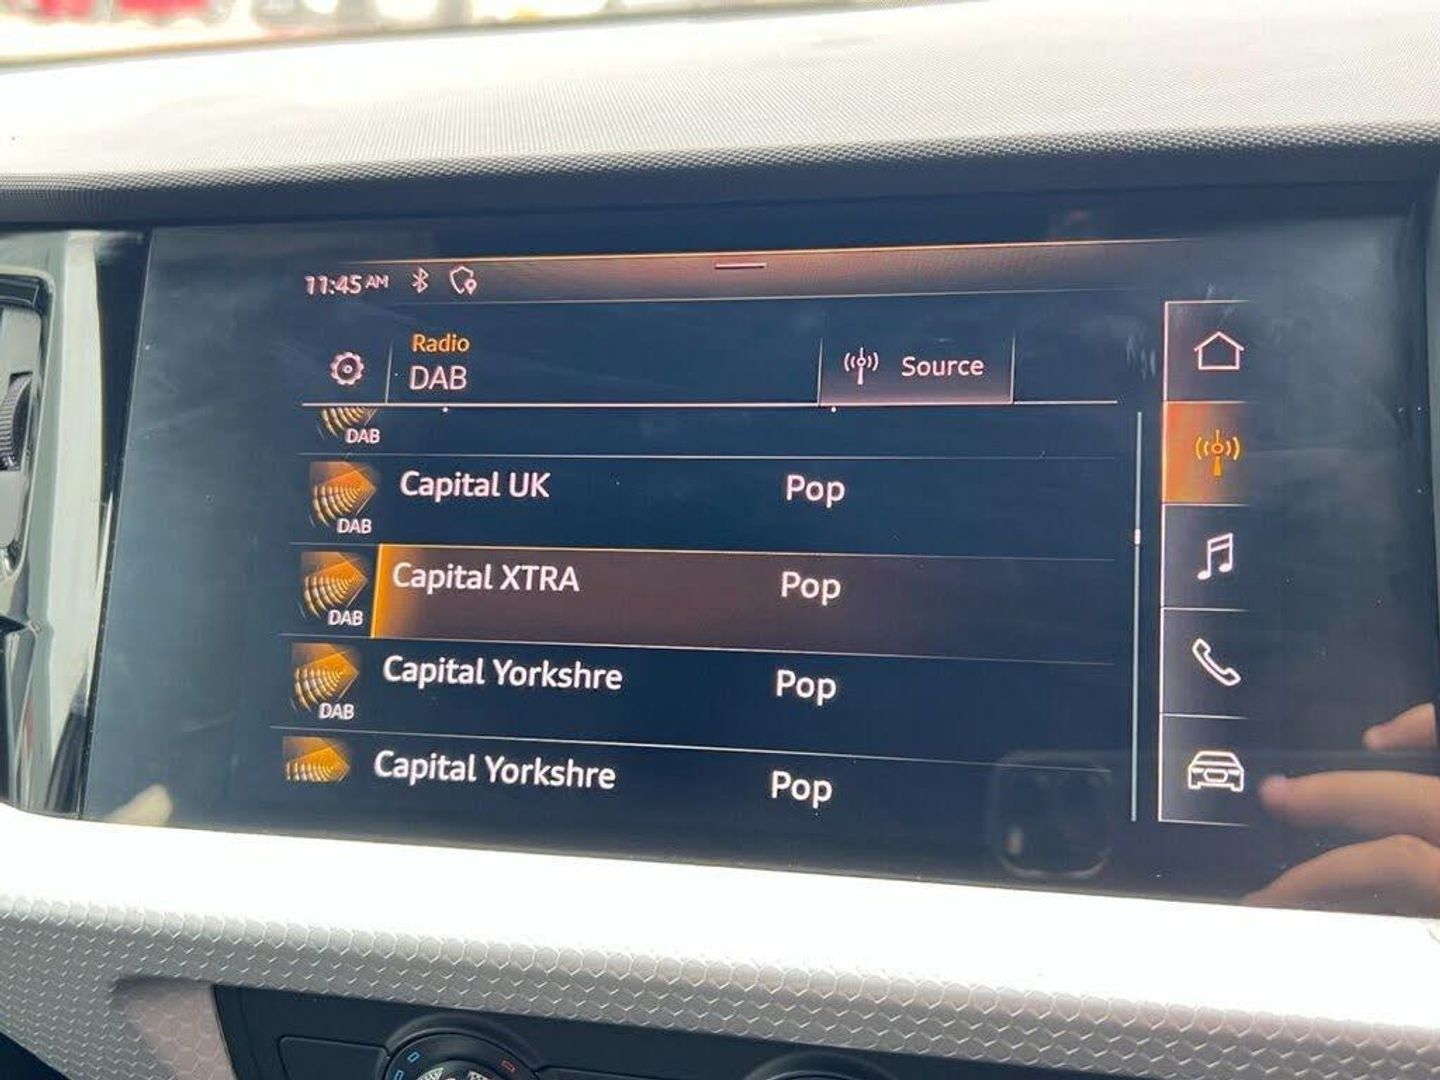 11:45 AM
Radio
DAB
Source
DAB
Capital UK Pop
DAB
Capital XTRA Pop
DAB
Capital Yorkshre Pop
DAB
Capital Yorkshre Pop